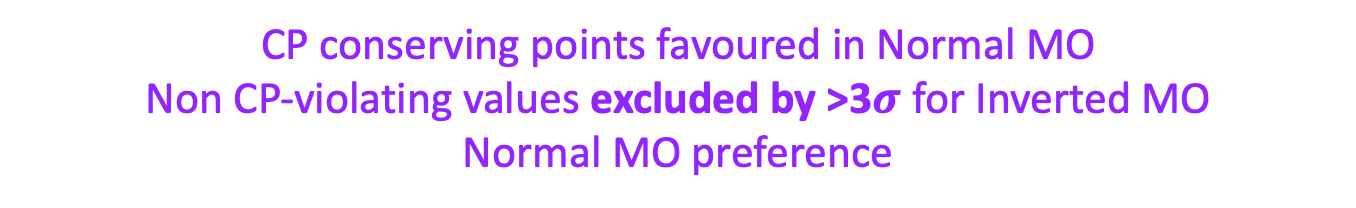 CP conserving points favoured in Normal MO
Non CP-violating values excluded by >3σ for Inverted MO
Normal MO preference